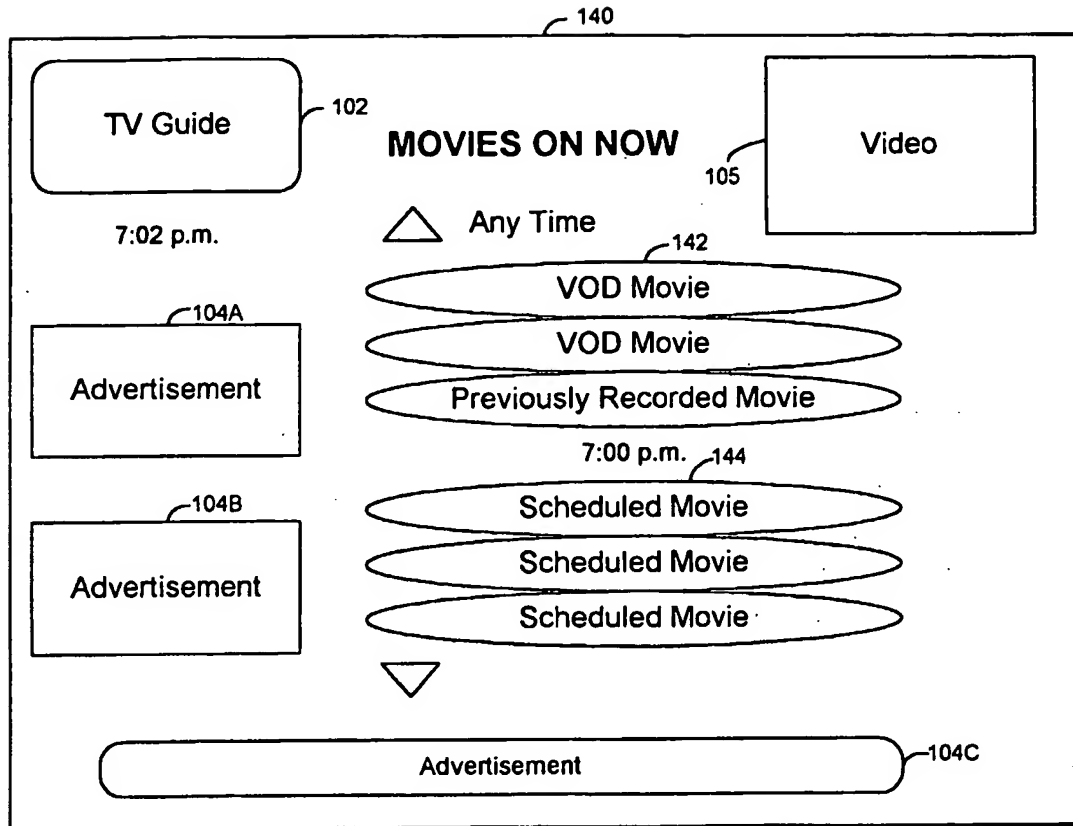 140
TV Guide
102
MOVIES ON NOW
Video
105
7:02 p.m.
Any Time
142
VOD Movie
104A
VOD Movie
Advertisement
Previously Recorded Movie
7:00 p.m.
144
104B
Scheduled Movie
Scheduled Movie
Advertisement
Scheduled Movie
Advertisement
104C